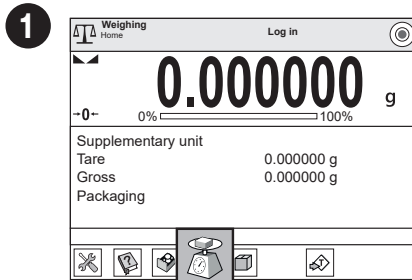 1
Weighing
Home
Log in
0.000000 g
→0←
0% 100%
Supplementary unit
Tare 0.000000 g
Gross 0.000000 g
Packaging
?
T